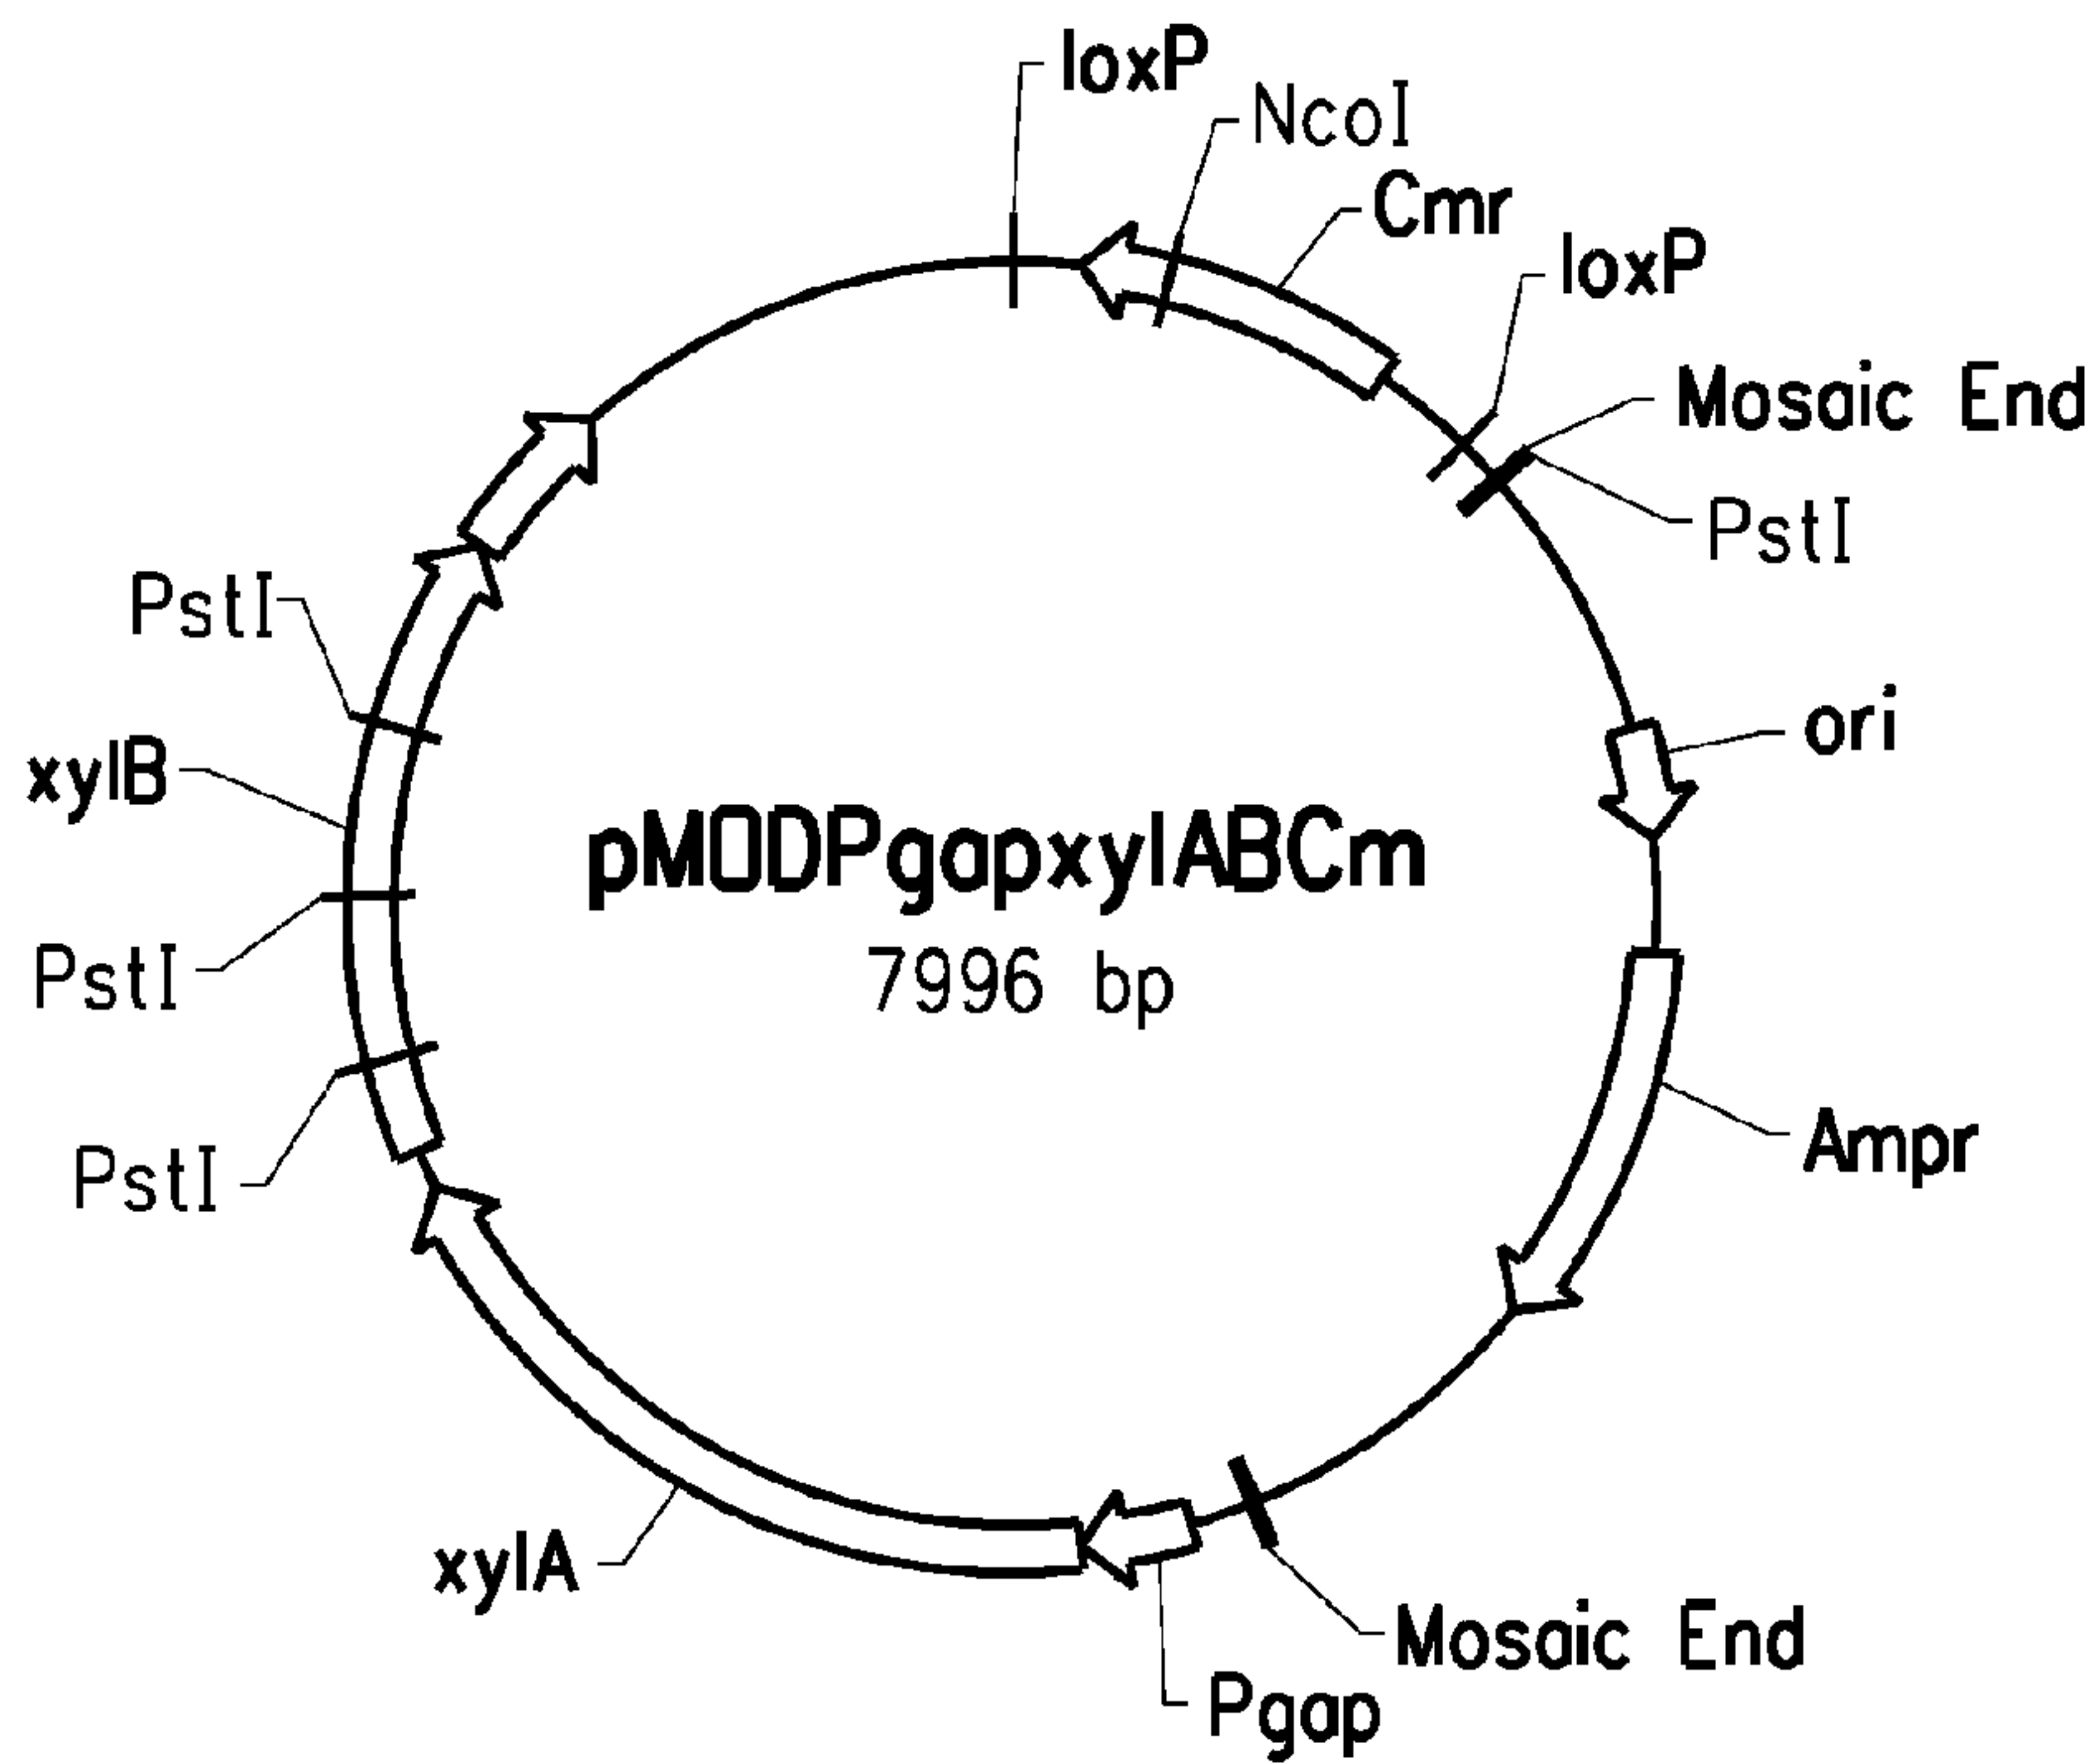 loxP
NcoI
Cmr
loxP
Mosaic End
PstI
PstI
ori
xylB
pMODPgapxylABCm
7996 bp
PstI
Ampr
PstI
xylA
Mosaic End
Pgap